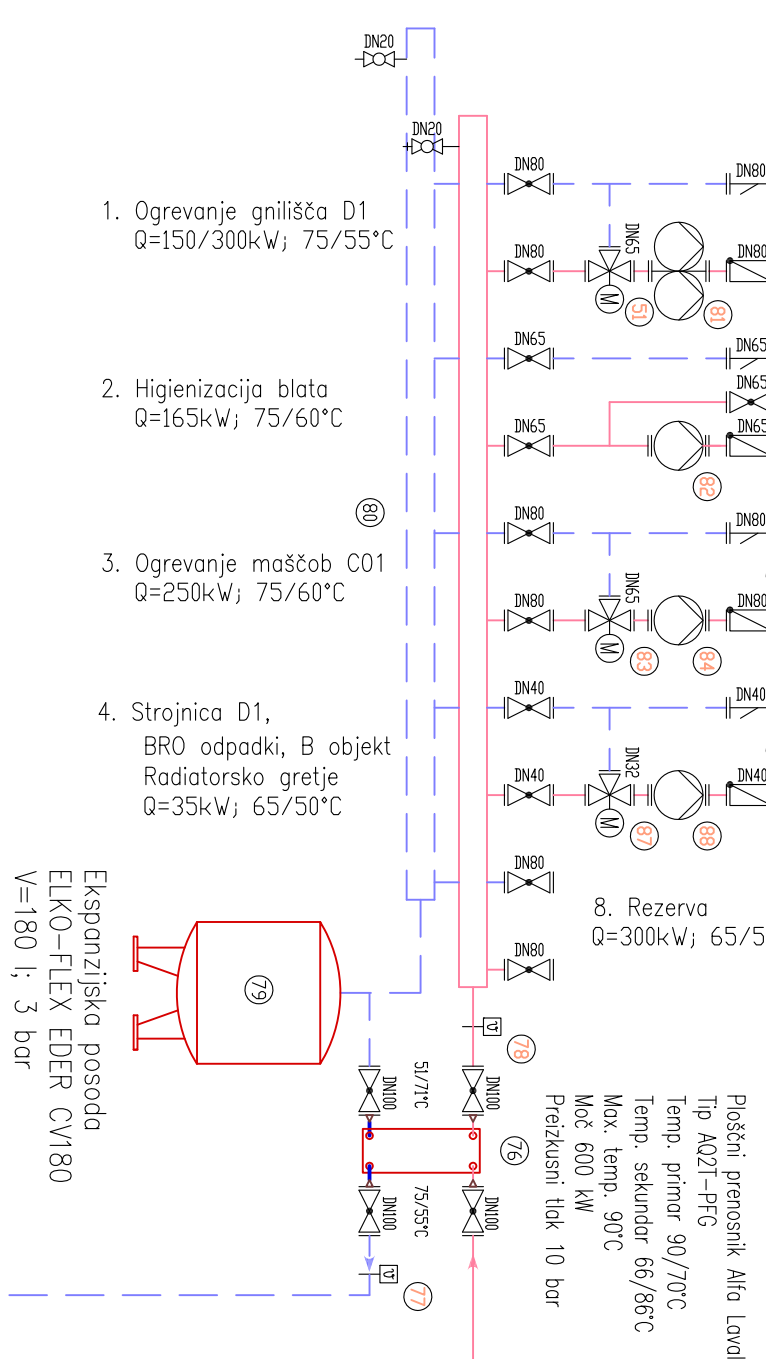 DN20
DN20
DN80
DN80
1. Ogrevanje gnilišča D1
Q=150/300kW; 75/55°C
DN80
DN65
DN80
M
51
81
DN65
DN65
2. Higienizacija blata
Q=165kW; 75/60°C
DN65
DN65
DN65
82
80
DN80
DN80
3. Ogrevanje maščob CO1
Q=250kW; 75/60°C
DN80
DN65
DN80
M
83
84
DN40
DN40
4. Strojnica D1,
BRO odpadki, B objekt
Radiatorsko gretje
Q=35kW; 65/50°C
DN40
DN32
DN40
M
87
88
DN80
8. Rezerva
Q=300kW; 65/5
DN80
79
78
Ekspanzijska posoda
ELKO-FLEX EDER CV180
V=180 l; 3 bar
DN100
51/71°C
DN100
76
DN100
75/55°C
DN100
77
Ploščni prenosnik Alfa Laval
Tip AQ2T-PFG
Temp. primar 90/70°C
Temp. sekundar 66/86°C
Max. temp. 90°C
Moč 600 kW
Preizkusni tlak 10 bar